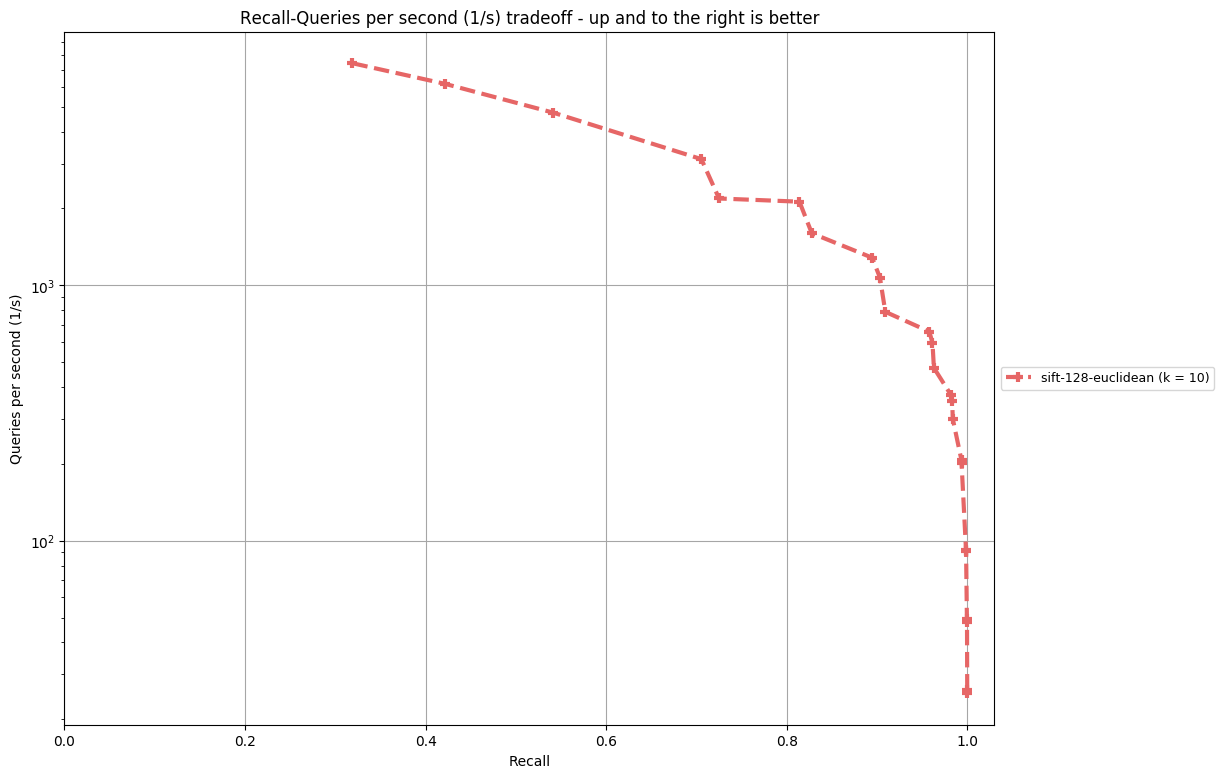 Recall-Queries per second (1/s) tradeoff - up and to the right is better
Queries per second (1/s)
10³
10²
sift-128-euclidean (k = 10)
0.0 0.2 0.4 0.6 0.8 1.0
Recall